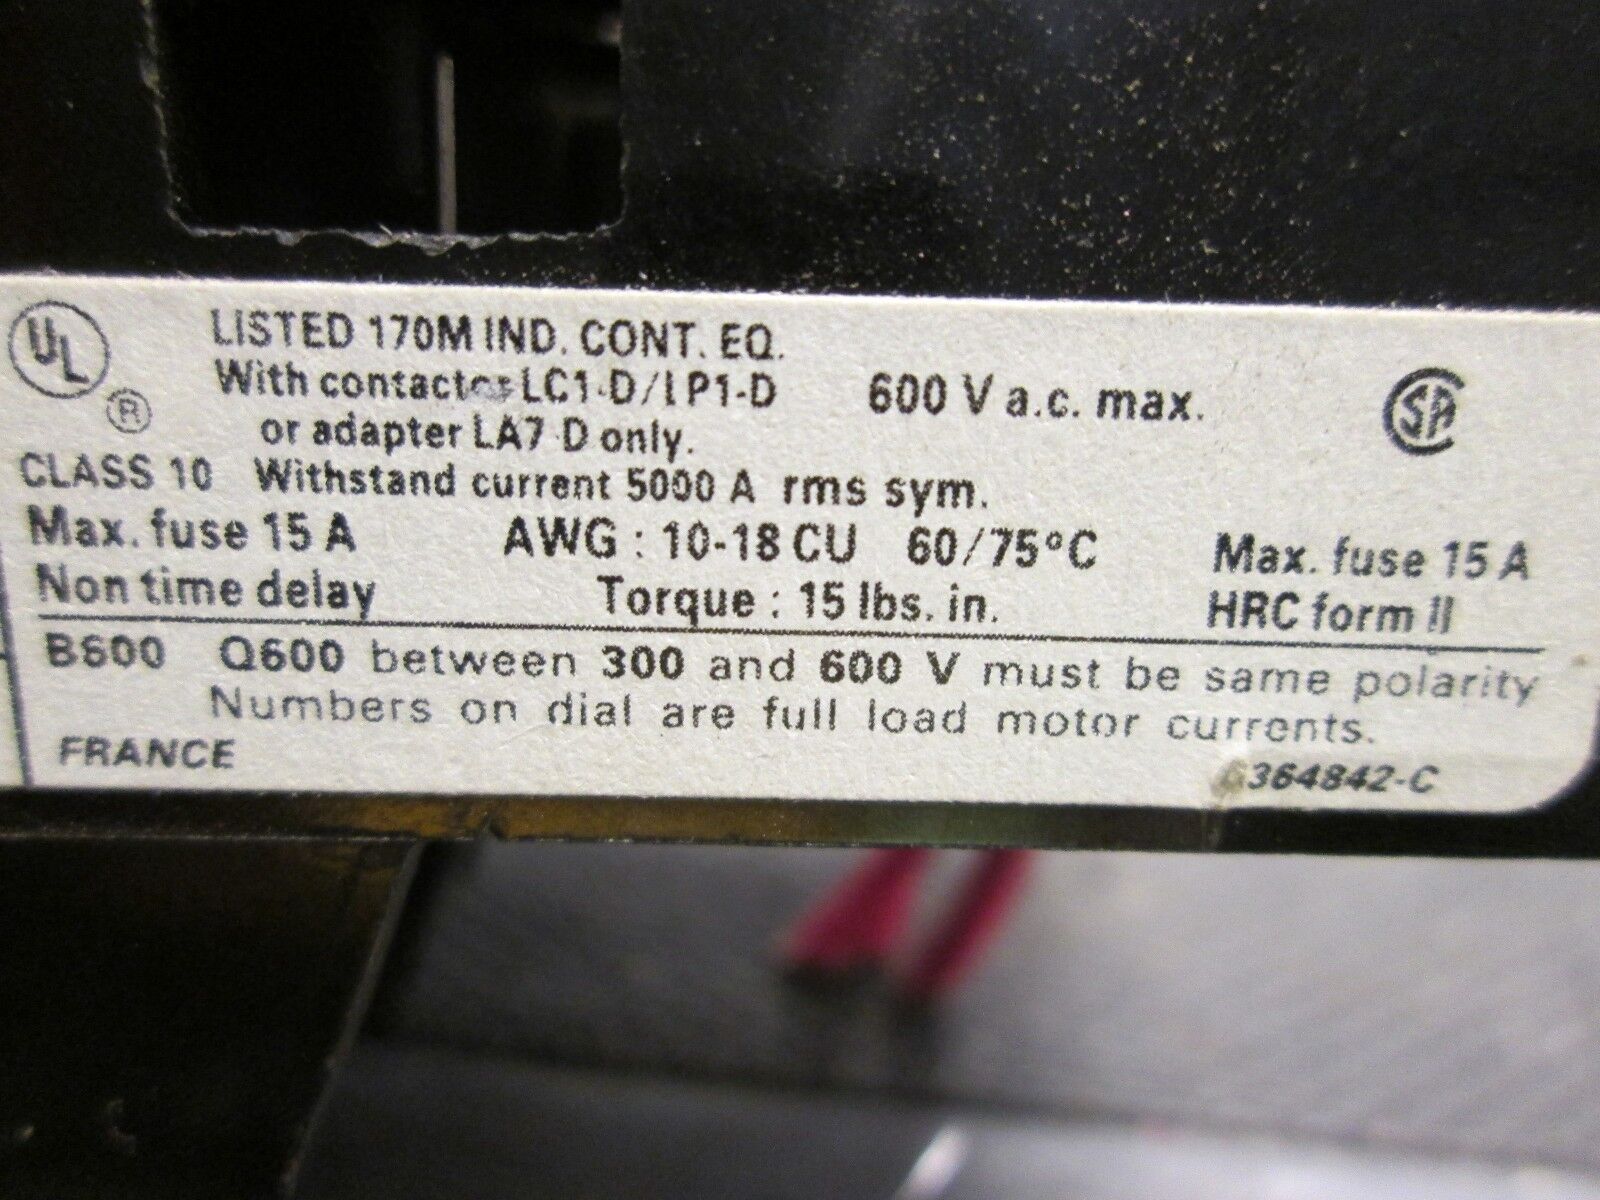 UL LISTED 170M IND. CONT. EQ.
With contactor LC1-D/LP1-D 600 V a.c. max. SA
® or adapter LA7 D only.
CLASS 10 Withstand current 5000 A rms sym.
Max. fuse 15 A AWG : 10-18 CU 60/75°C Max. fuse 15 A
Non time delay Torque : 15 lbs. in. HRC form II
B600 Q600 between 300 and 600 V must be same polarity
Numbers on dial are full load motor currents.
FRANCE 364842-C